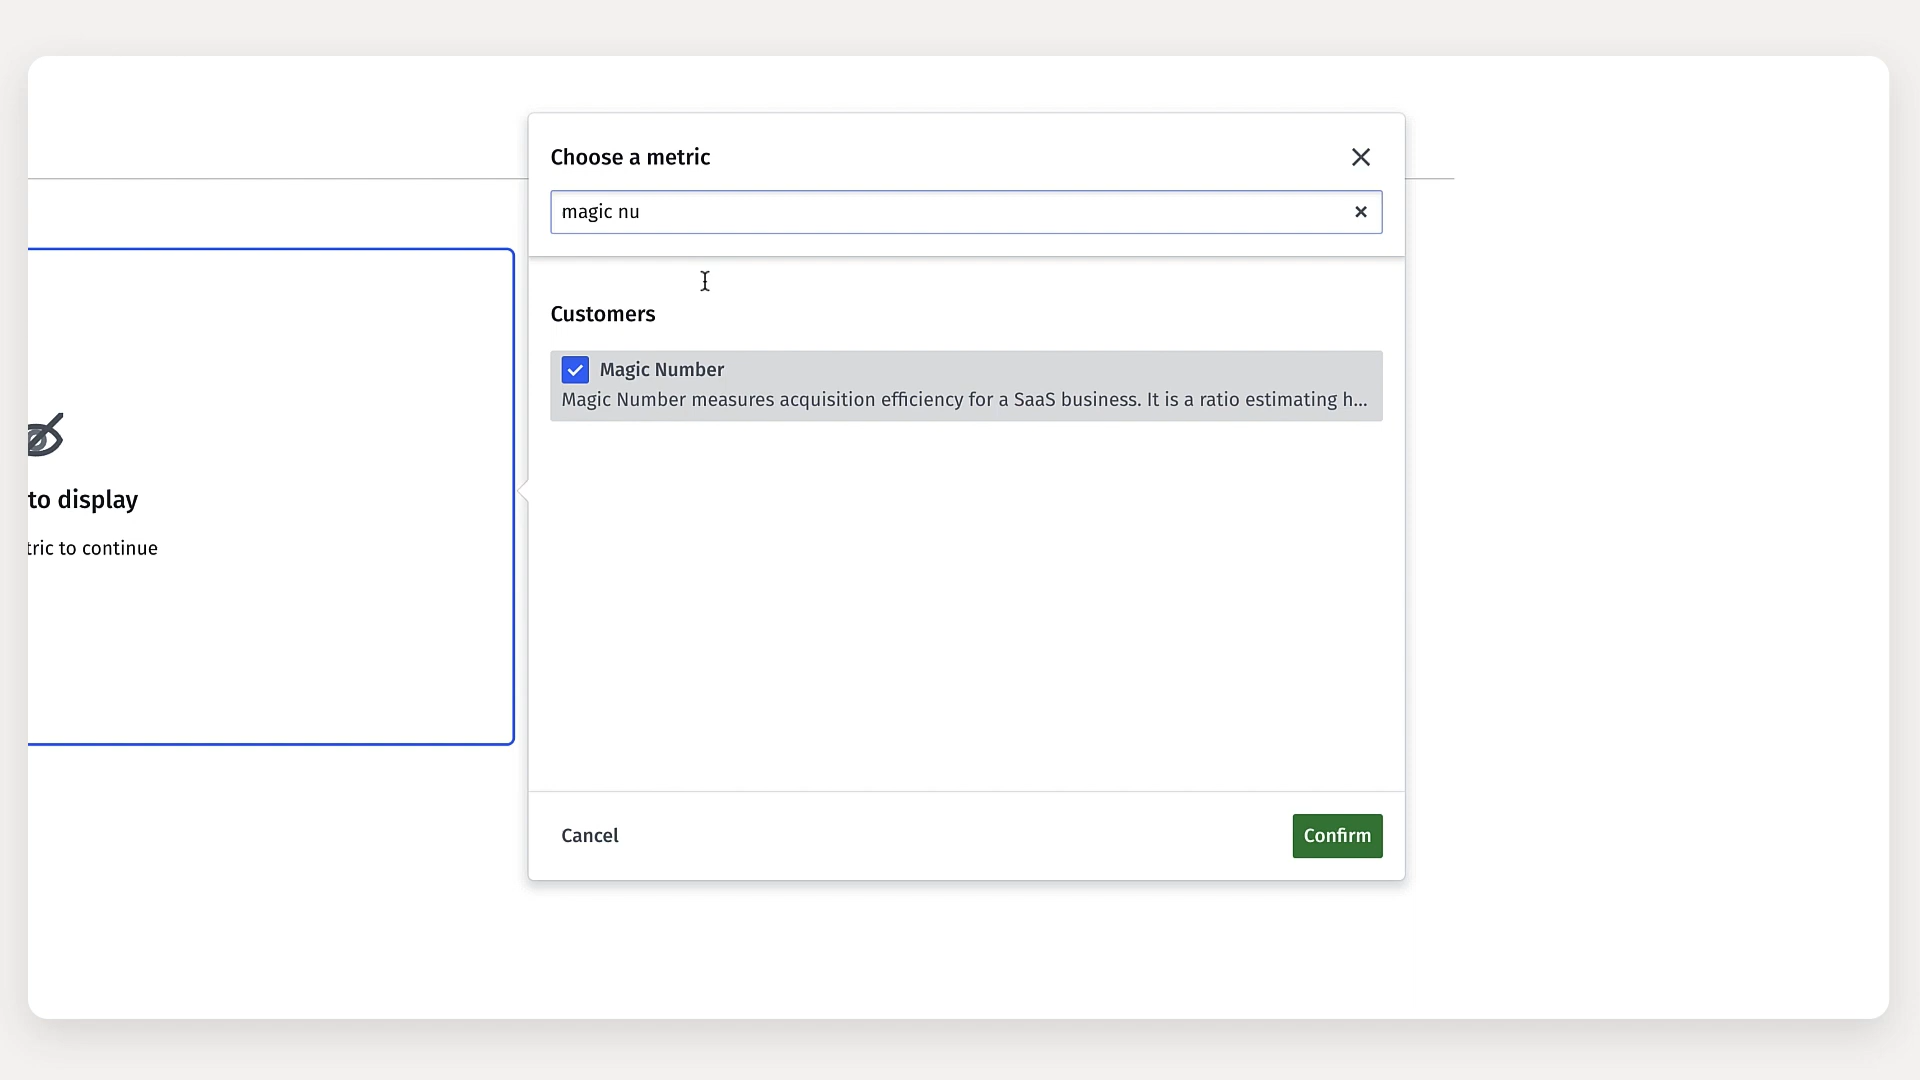 Choose a metric
magic nu
Customers
Magic Number
Magic Number measures acquisition efficiency for a SaaS business. It is a ratio estimating h...
to display
tric to continue
Cancel
Confirm